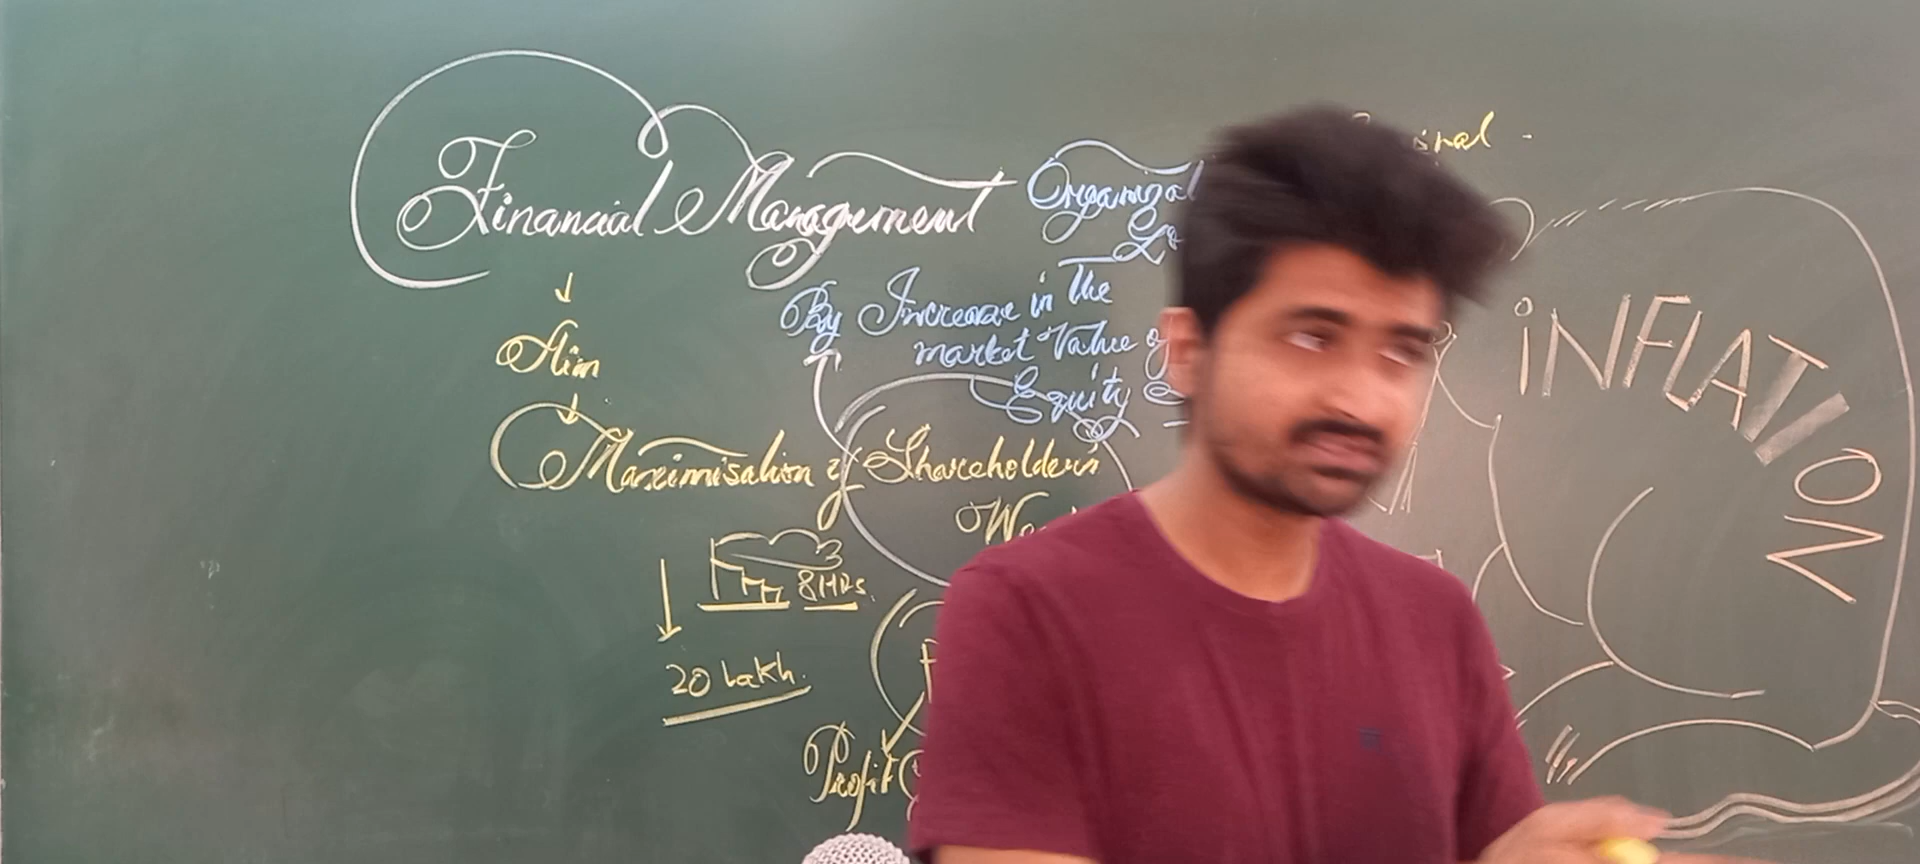 Financial Management
By Increase in The
market Value
Equity
Aim
Maximisation of Shareholders
8 HRs.
20 Lakh.
Profit
iNFLATION